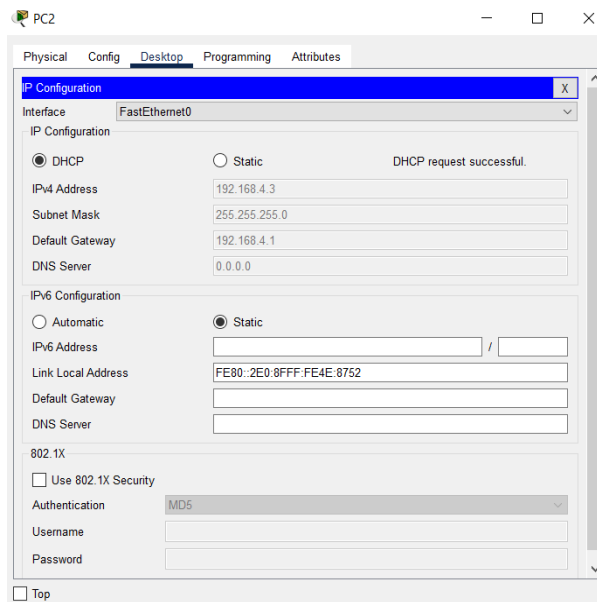 PC2
Physical Config Desktop Programming Attributes
IP Configuration X
Interface FastEthernet0
IP Configuration
DHCP Static DHCP request successful.
IPv4 Address 192.168.4.3
Subnet Mask 255.255.255.0
Default Gateway 192.168.4.1
DNS Server 0.0.0.0
IPv6 Configuration
Automatic Static
IPv6 Address /
Link Local Address FE80::2E0:8FFF:FE4E:8752
Default Gateway
DNS Server
802.1X
Use 802.1X Security
Authentication MD5
Username
Password
Top